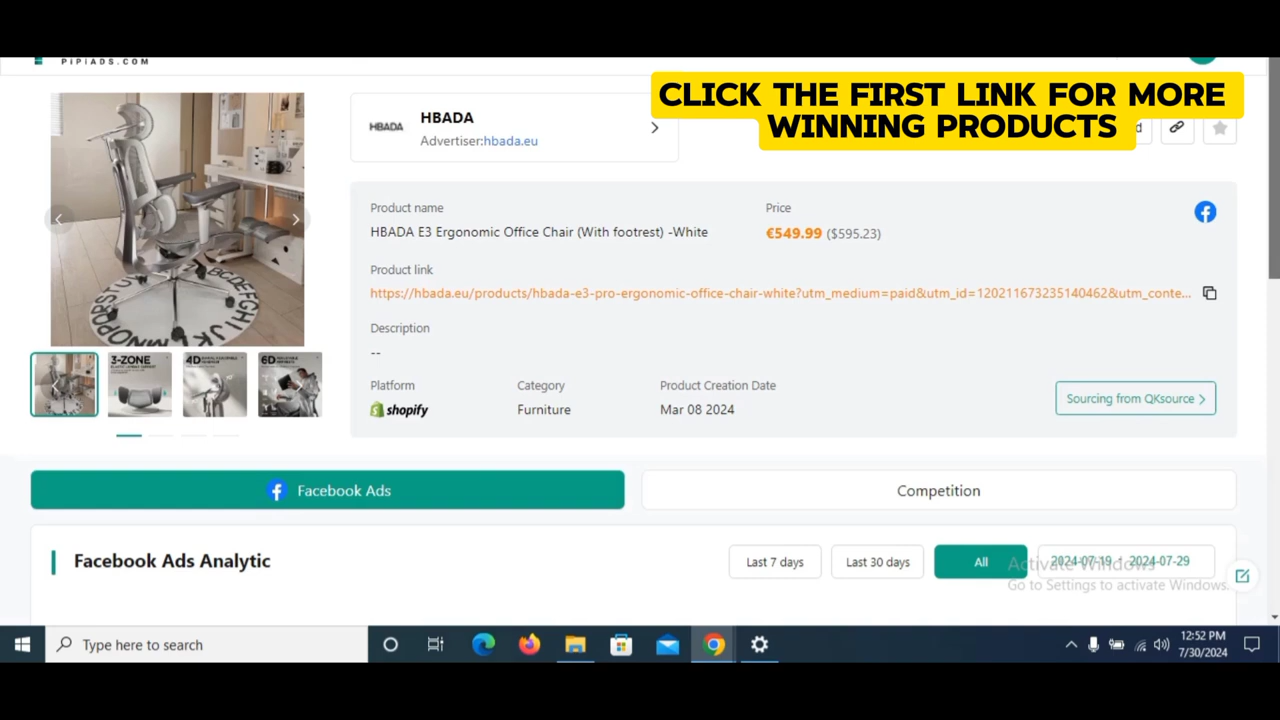 PIPIADS.COM
CLICK THE FIRST LINK FOR MORE
WINNING PRODUCTS
HBADA
HBADA
Advertiser:hbada.eu
Product name
HBADA E3 Ergonomic Office Chair (With footrest) -White
Price
€549.99 ($595.23)
Product link
https://hbada.eu/products/hbada-e3-pro-ergonomic-office-chair-white?utm_medium=paid&utm_id=120211673235140462&utm_conte...
Description
--
3-ZONE
4D
6D
Platform
shopify
Category
Furniture
Product Creation Date
Mar 08 2024
Sourcing from QKsource >
Facebook Ads
Competition
Facebook Ads Analytic
Last 7 days
Last 30 days
All
2024-07-19 - 2024-07-29
Activate Windows
Go to Settings to activate Windows.
Type here to search
12:52 PM
7/30/2024